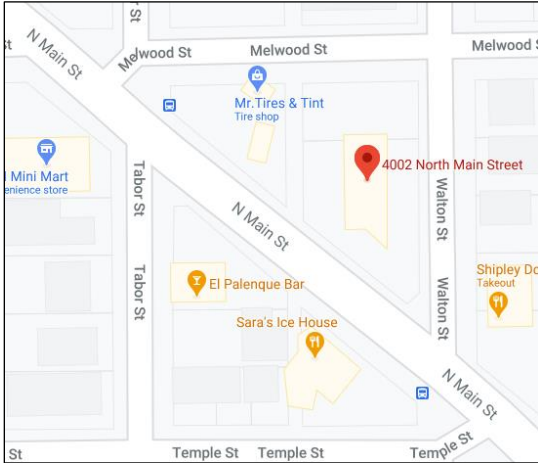 r St
St
N Main St
Melwood St
Melwood St
Melwood S
Mr.Tires & Tint
Tire shop
4002 North Main Street
l Mini Mart
enience store
Tabor St
Walton St
N Main St
Tabor St
El Palenque Bar
Walton St
Shipley Do
Takeout
Sara's Ice House
N Main St
St
Temple St
Temple St
Temple St